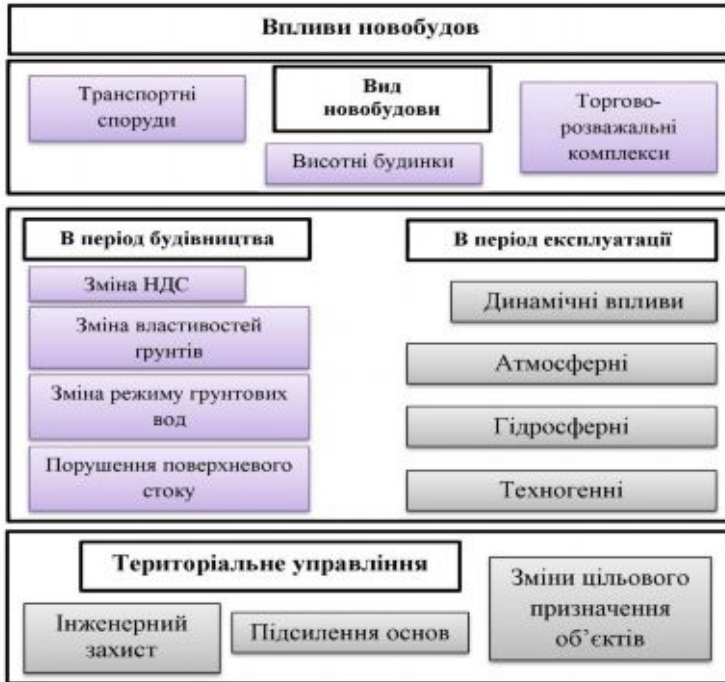 Впливи новобудов
Транспортні
споруди
Вид
новобудови
Висотні будинки
Торгово-
розважальні
комплекси
В період будівництва
Зміна НДС
Зміна властивостей
грунтів
Зміна режиму грунтових
вод
Порушення поверхневого
стоку
В період експлуатації
Динамічні впливи
Атмосферні
Гідросферні
Техногенні
Територіальне управління
Інженерний
захист
Підсилення основ
Зміни цільового
призначення
об’єктів